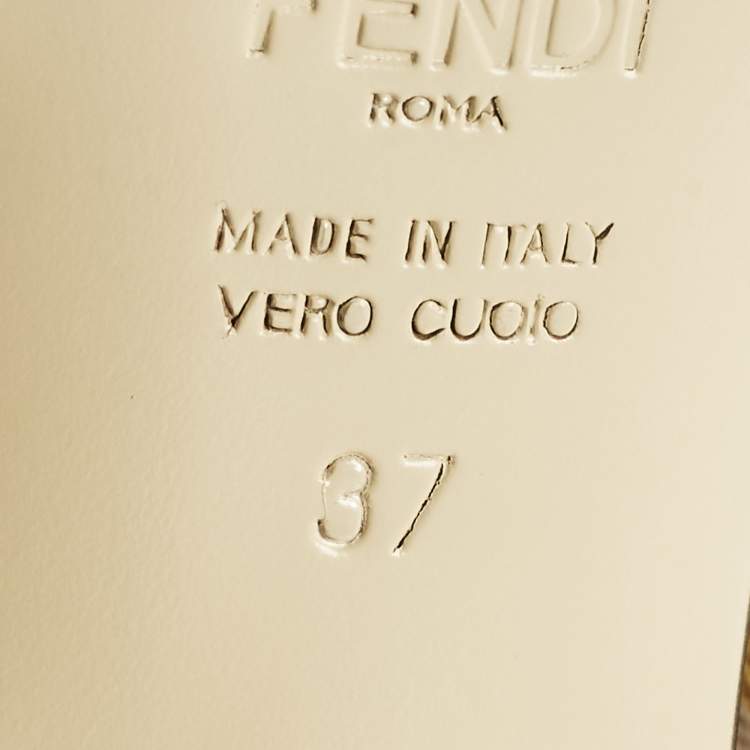 FENDI
ROMA
MADE IN ITALY
VERO CUOIO
37